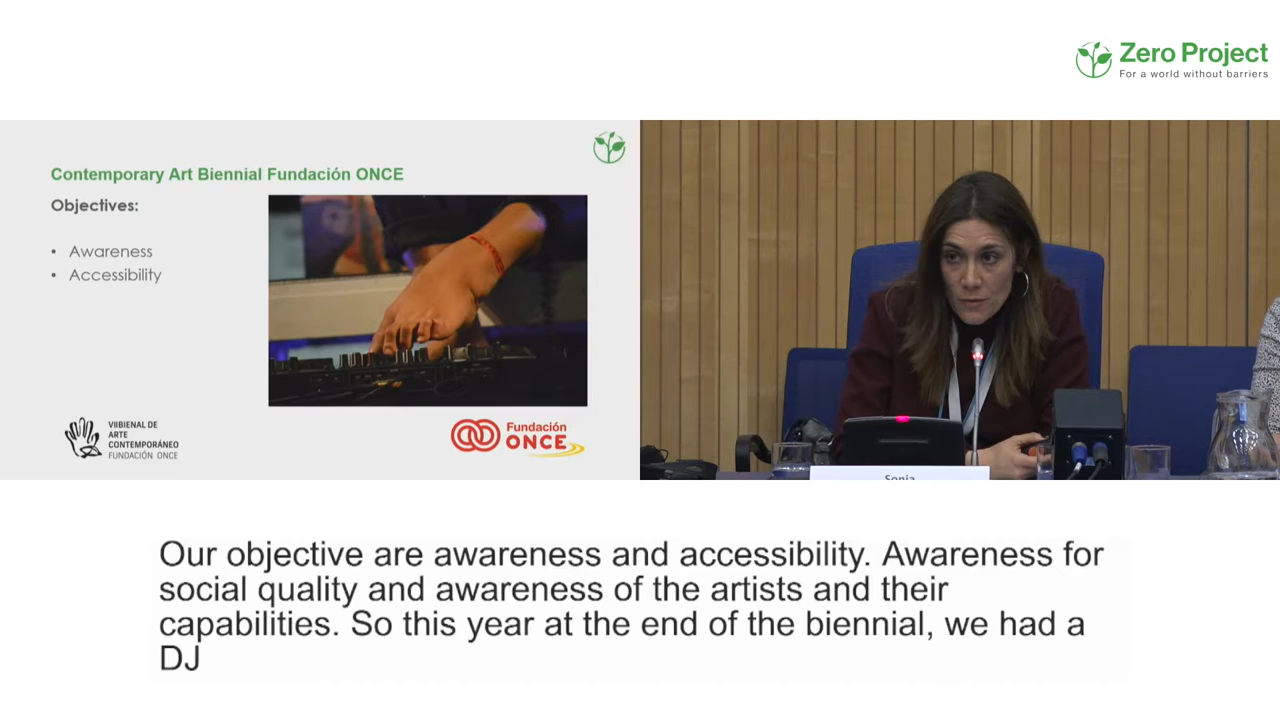 Zero Project
For a world without barriers
Contemporary Art Biennial Fundación ONCE
Objectives:
• Awareness
• Accessibility
VIIBIENAL DE
ARTE
CONTEMPORÁNEO
FUNDACIÓN ONCE
Fundación
ONCE
Sonia
Our objective are awareness and accessibility. Awareness for
social quality and awareness of the artists and their
capabilities. So this year at the end of the biennial, we had a
DJ